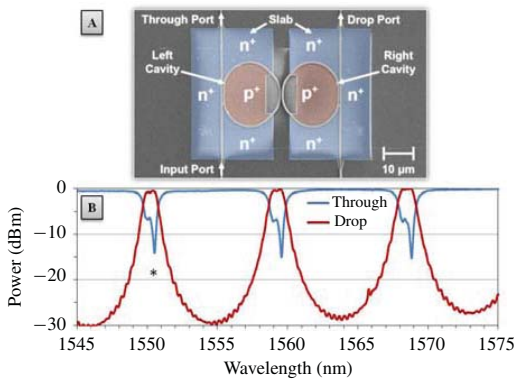 A
Through Port
Slab
Drop Port
n+
n+
Left Cavity
Right Cavity
n+
p+
p+
n+
n+
n+
Input Port
10 µm
B
Through
Drop
*
Power (dBm)
0
−10
−20
−30
1545
1550
1555
1560
1565
1570
1575
Wavelength (nm)